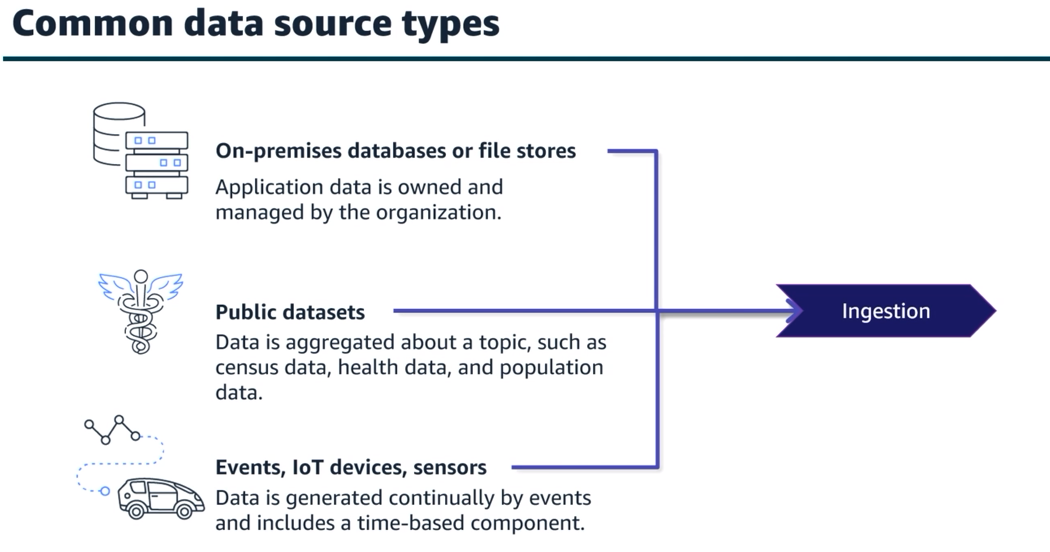 Common data source types
On-premises databases or file stores
Application data is owned and
managed by the organization.
Public datasets
Data is aggregated about a topic, such as
census data, health data, and population
data.
Events, IoT devices, sensors
Data is generated continually by events
and includes a time-based component.
Ingestion